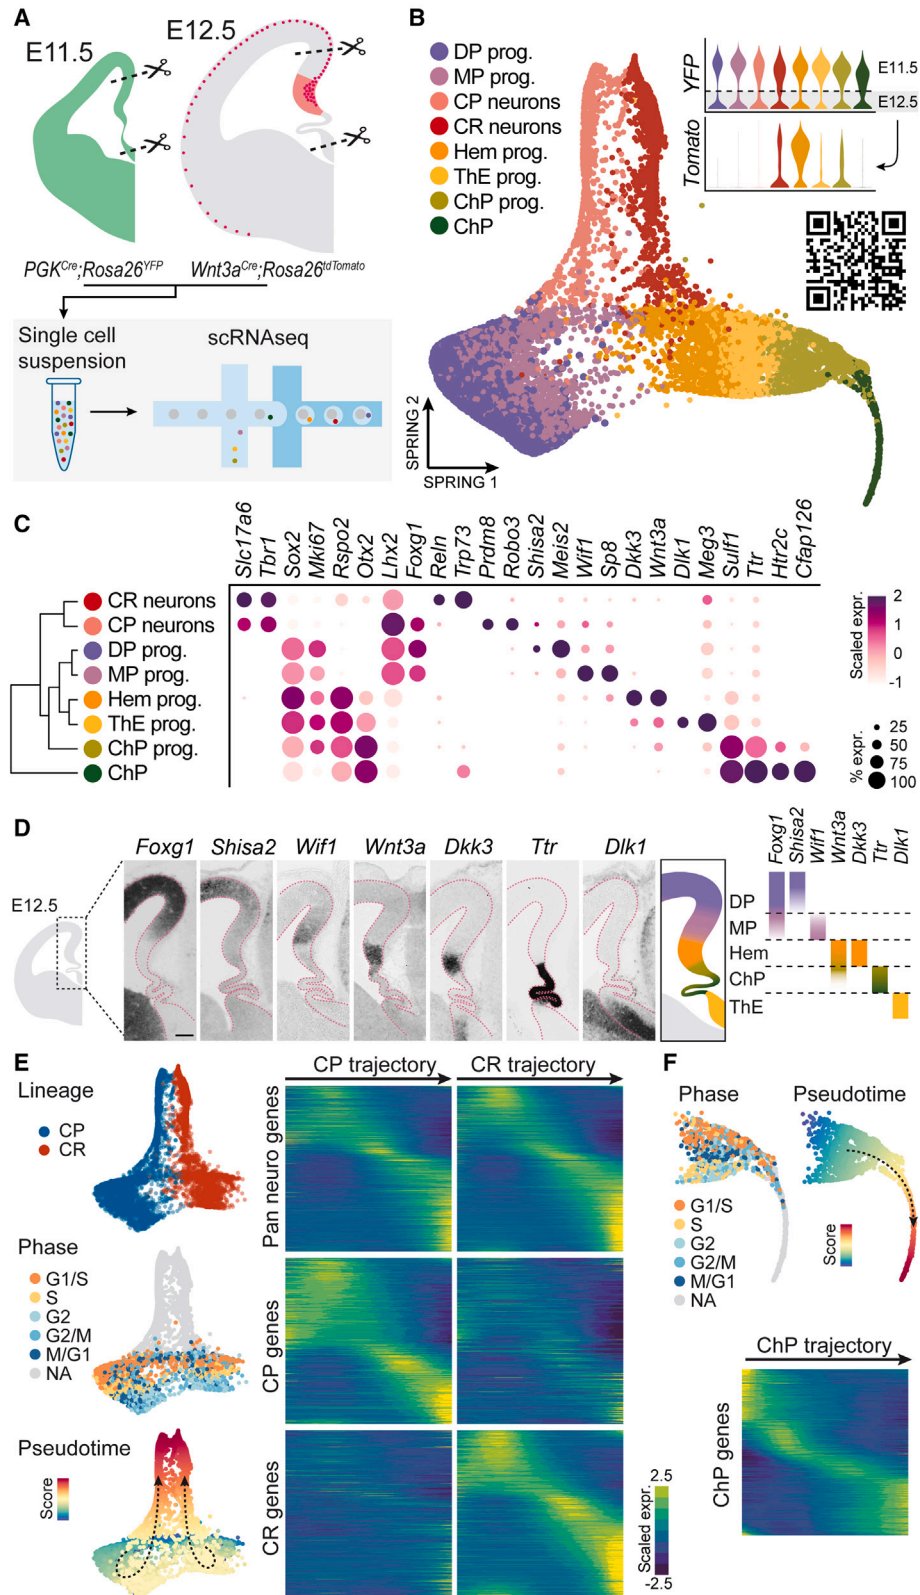 A
E11.5
E12.5
PGKCre;Rosa26YFP
Wnt3aCre;Rosa26tdTomato
Single cell
suspension
scRNAseq
B
DP prog.
MP prog.
CP neurons
CR neurons
Hem prog.
ThE prog.
ChP prog.
ChP
YFP
E11.5
E12.5
Tomato
SPRING 2
SPRING 1
C
Slc17a6
Tbr1
Sox2
Mki67
Rspo2
Otx2
Lhx2
Foxg1
Reln
Trp73
Prdm8
Robo3
Shisa2
Meis2
Wif1
Sp8
Dkk3
Wnt3a
Dlk1
Meg3
Sulf1
Ttr
Htr2c
Cfap126
CR neurons
CP neurons
DP prog.
MP prog.
Hem prog.
ThE prog.
ChP prog.
ChP
Scaled expr.
2
1
0
-1
% expr.
25
50
75
100
D
E12.5
Foxg1
Shisa2
Wif1
Wnt3a
Dkk3
Ttr
Dlk1
Foxg1
Shisa2
Wif1
Wnt3a
Dkk3
Ttr
Dlk1
DP
MP
Hem
ChP
ThE
E
Lineage
CP
CR
Phase
G1/S
S
G2
G2/M
M/G1
NA
Pseudotime
Score
CP trajectory
CR trajectory
Pan neuro genes
CP genes
CR genes
Scaled expr.
2.5
-2.5
F
Phase
Pseudotime
G1/S
S
G2
G2/M
M/G1
NA
Score
ChP trajectory
ChP genes